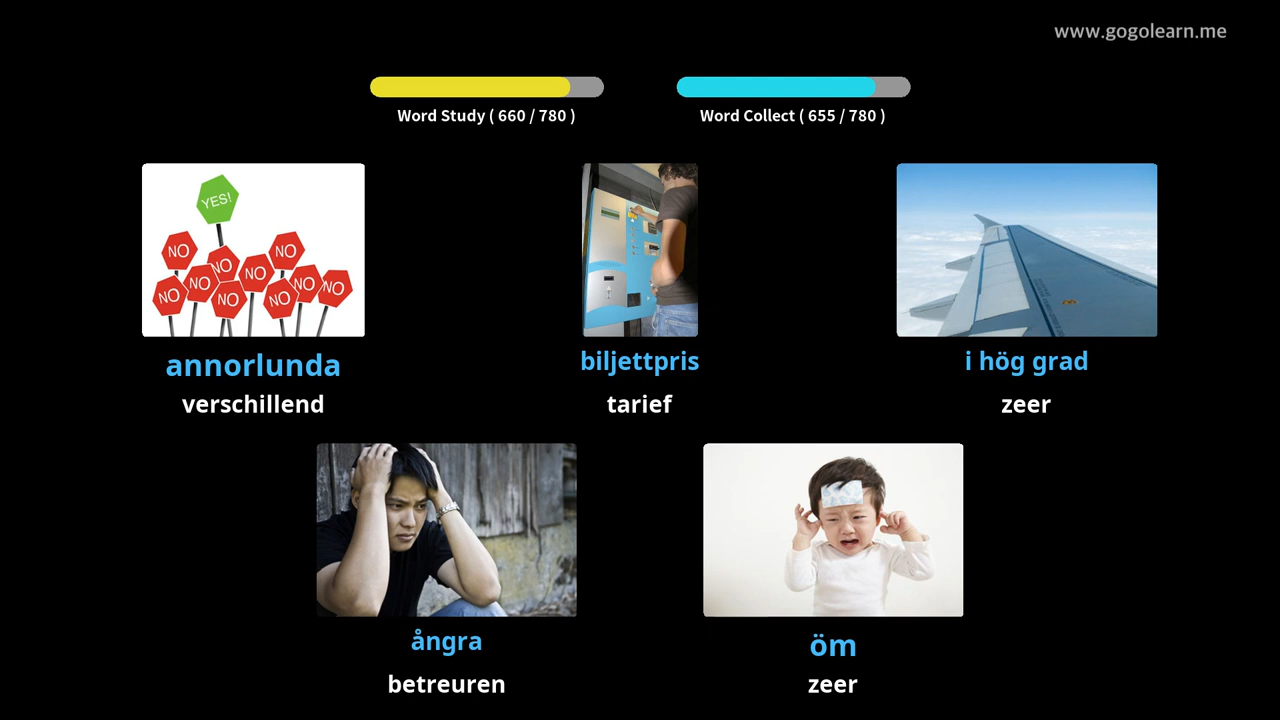 www.gogolearn.me
Word Study ( 660 / 780 )
Word Collect ( 655 / 780 )
YES!
NO
NO
NO
NO
NO
NO
NO
NO
NO
NO
annorlunda
verschillend
biljettpris
tarief
i hög grad
zeer
ångra
betreuren
öm
zeer